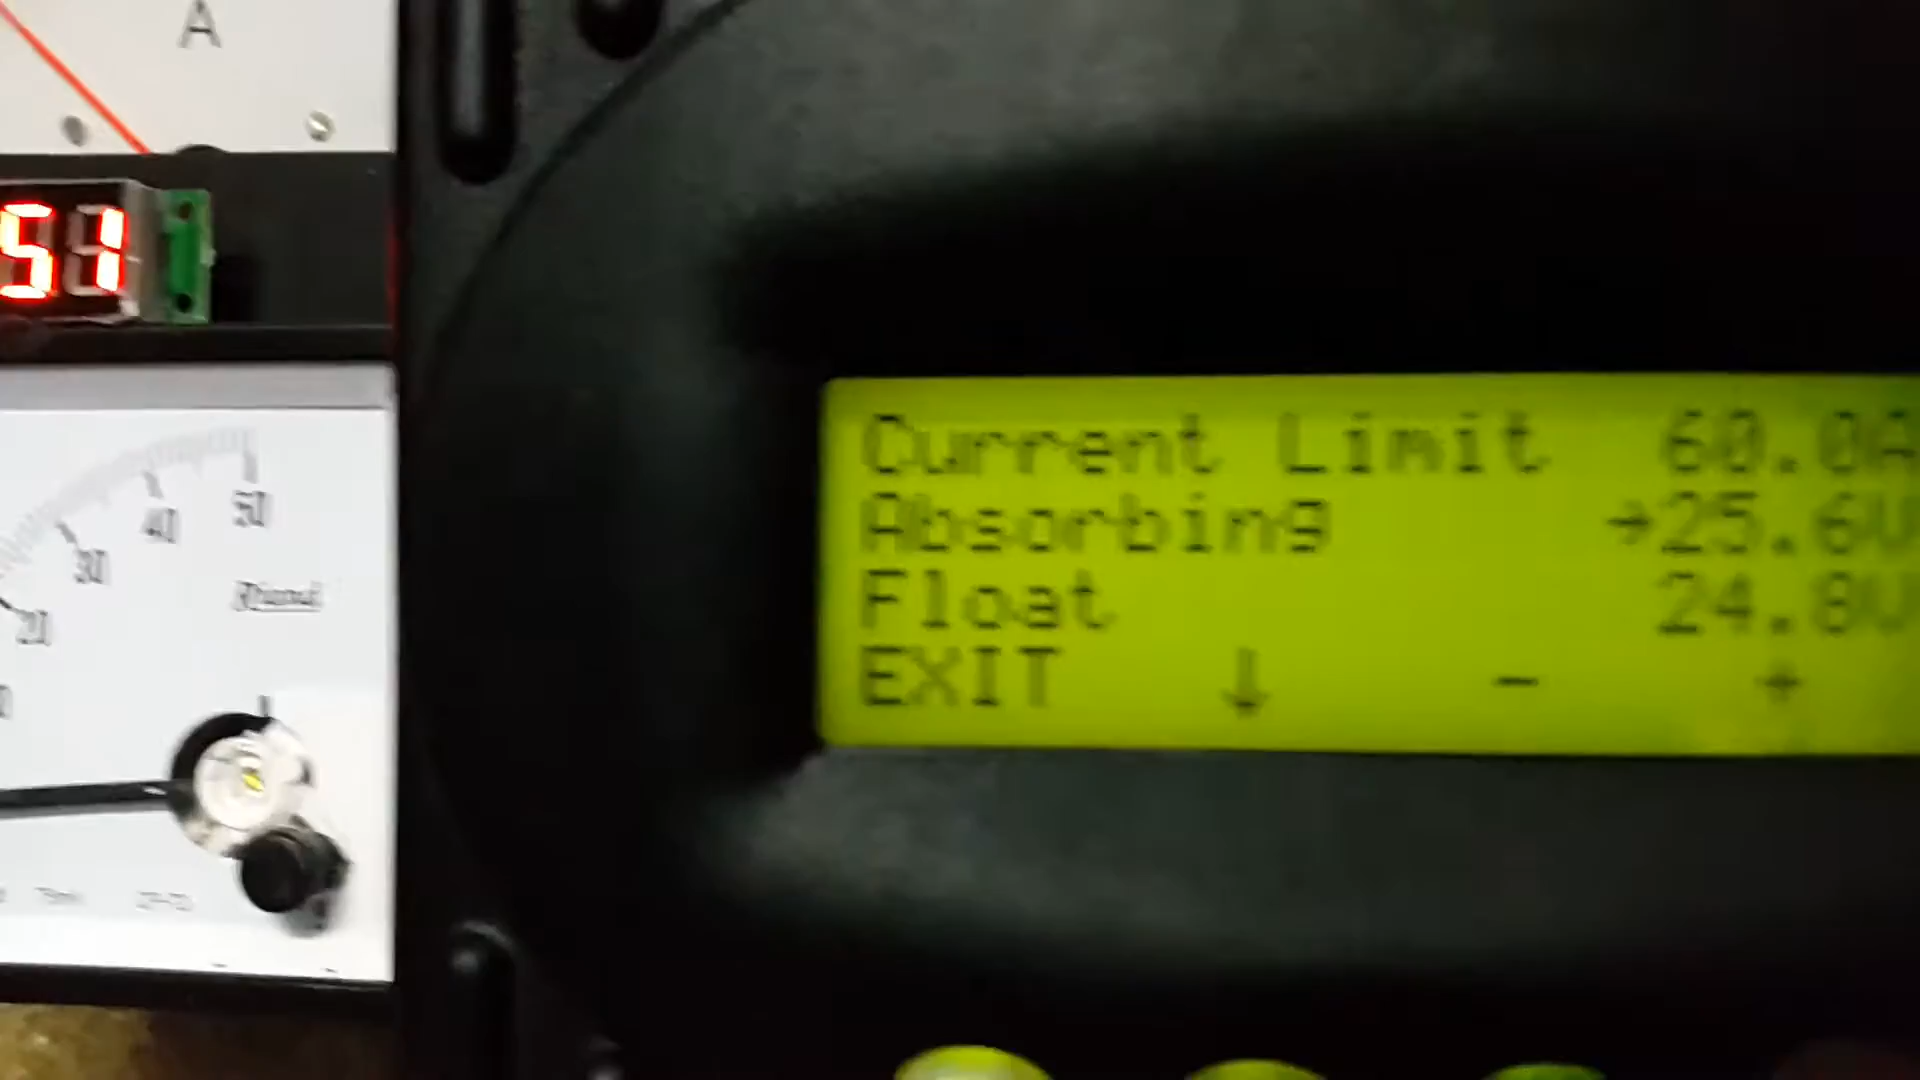 A
51
50
40
30
20
Current Limit 60.0A
Absorbing →25.6V
Float 24.8V
EXIT ↓ - +